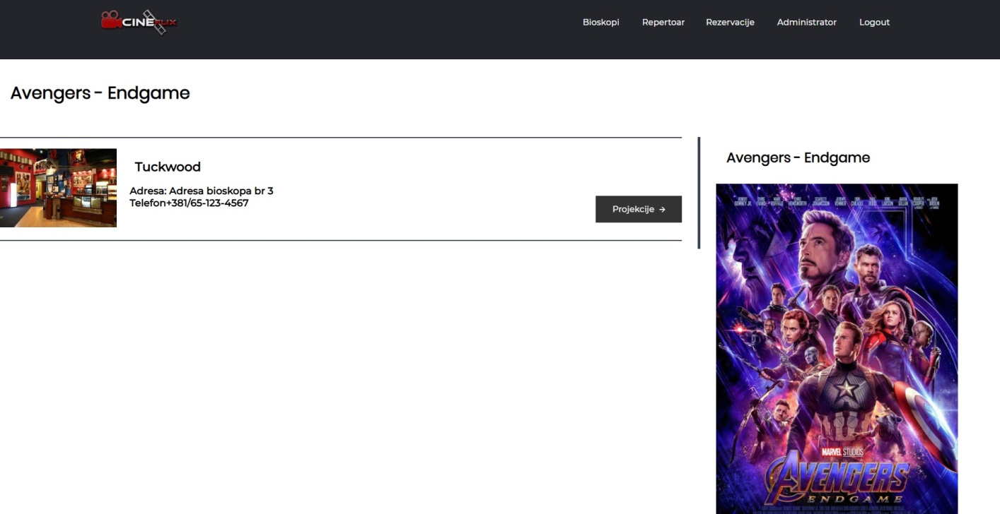 CINEFLIX
Bioskopi Repertoar Rezervacije Administrator Logout
Avengers - Endgame
Tuckwood
Adresa: Adresa bioskopa br 3
Telefon+381/65-123-4567
Projekcije →
Avengers - Endgame
MARVEL STUDIOS
AVENGERS
ENDGAME